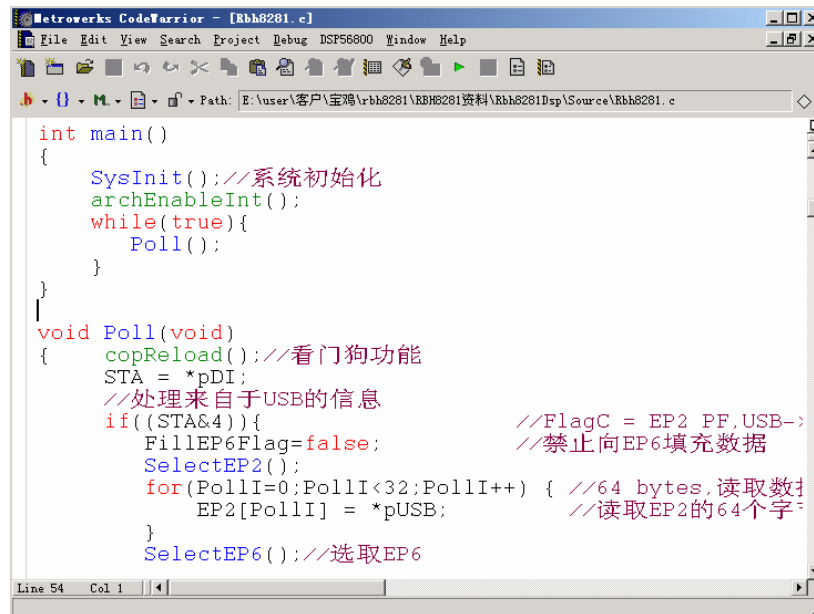 Metrowerks CodeWarrior - [Rbh8281.c]
File Edit View Search Project Debug DSP56800 Window Help
Path: E:\user\客户\宝鸡\rbh8281\RBH8281资料\Rbh8281Dsp\Source\Rbh8281.c
int main()
{
SysInit();//系统初始化
archEnableInt();
while(true){
Poll();
}
}
void Poll(void)
{ copReload();//看门狗功能
STA = *pDI;
//处理来自于USB的信息
if((STA&4)){ //FlagC = EP2 PF,USB->
FillEP6Flag=false; //禁止向EP6填充数据
SelectEP2();
for(PollI=0;PollI<32;PollI++) { //64 bytes,读取数
EP2[PollI] = *pUSB; //读取EP2的64个字
}
SelectEP6();//选取EP6
Line 54 Col 1